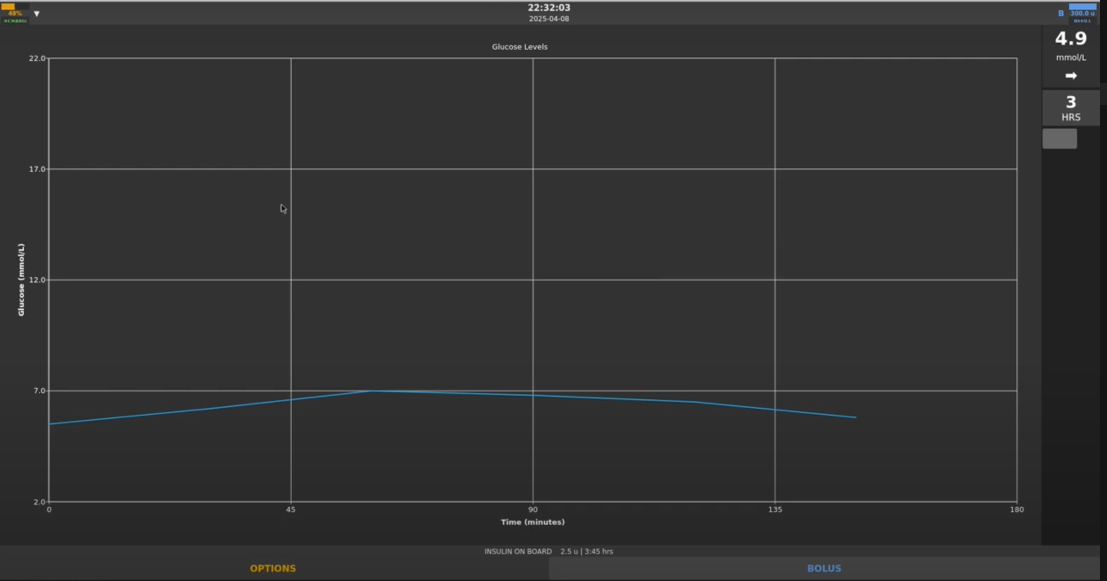 48%
▼
22:32:03
2025-04-08
B
300.0 u
Glucose Levels
4.9
mmol/L
➡
3
HRS
22.0
17.0
12.0
7.0
2.0
Glucose (mmol/L)
0 45 90 135 180
Time (minutes)
INSULIN ON BOARD 2.5 u | 3:45 hrs
OPTIONS
BOLUS